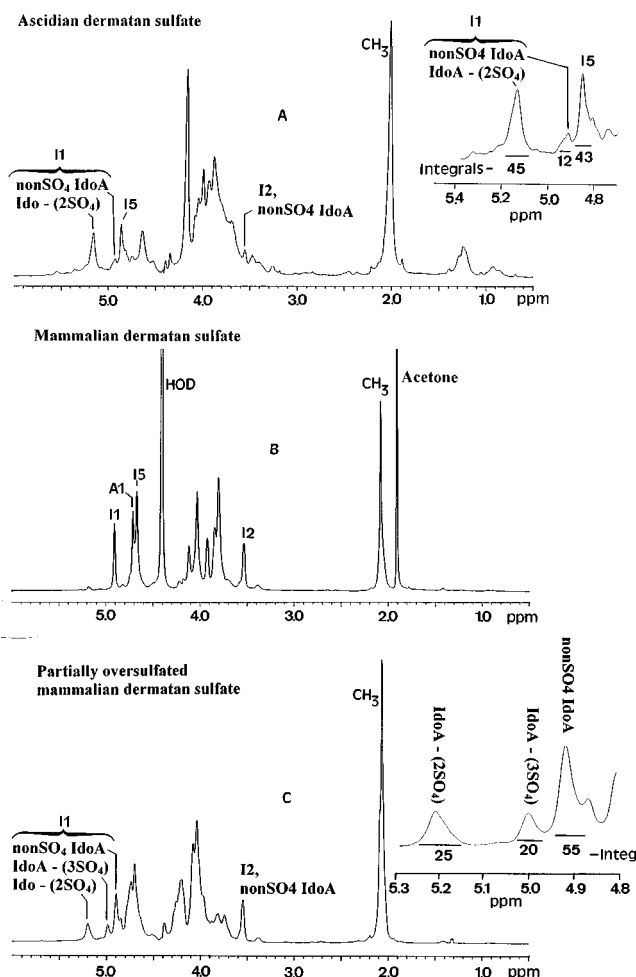 Ascidian dermatan sulfate
CH3
A
I1
nonSO4 IdoA
Ido - (2SO4)
I5
I2,
nonSO4 IdoA
5.0 4.0 3.0 2.0 1.0 ppm
I1
nonSO4 IdoA
IdoA - (2SO4)
I5
Integrals- 45 12 43
5.4 5.2 5.0 4.8
ppm
Mammalian dermatan sulfate
HOD
CH3
Acetone
B
A1
I5
I1
I2
5.0 4.0 3.0 2.0 1.0 ppm
Partially oversulfated
mammalian dermatan sulfate
CH3
C
I1
nonSO4 IdoA
IdoA - (3SO4)
Ido - (2SO4)
I2,
nonSO4 IdoA
5.0 4.0 3.0 2.0 1.0 ppm
IdoA - (2SO4)
IdoA - (3SO4)
nonSO4 IdoA
25 20 55 -Integ
5.3 5.2 5.1 5.0 4.9 4.8
ppm